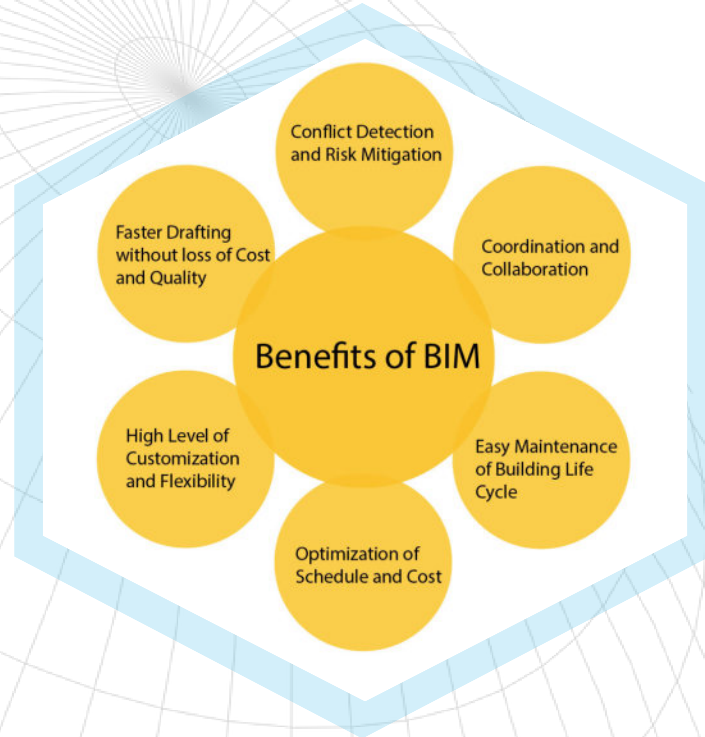 Conflict Detection
and Risk Mitigation
Faster Drafting
without loss of Cost
and Quality
Coordination and
Collaboration
Benefits of BIM
High Level of
Customization
and Flexibility
Easy Maintenance
of Building Life
Cycle
Optimization of
Schedule and Cost